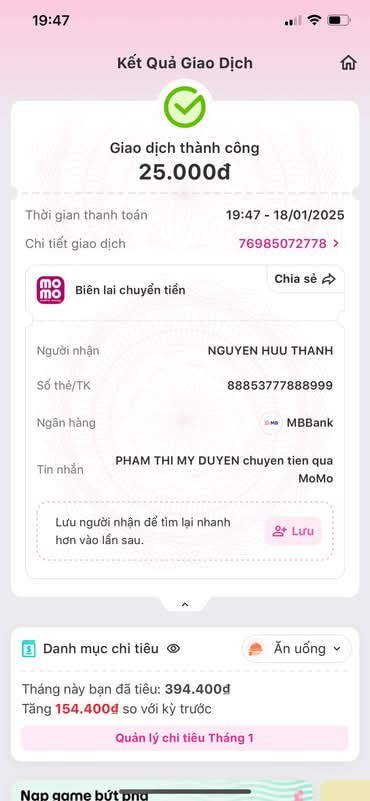 19:47
Kết Quả Giao Dịch
Giao dịch thành công
25.000đ
Thời gian thanh toán 19:47 - 18/01/2025
Chi tiết giao dịch 76985072778 >
mo mo Biên lai chuyển tiền Chia sẻ
Người nhận NGUYEN HUU THANH
Số thẻ/TK 88853777888999
Ngân hàng MB MBBank
Tin nhắn PHAM THI MY DUYEN chuyen tien qua
MoMo
Lưu người nhận để tìm lại nhanh
hơn vào lần sau.
Lưu
Danh mục chi tiêu Ăn uống
Tháng này bạn đã tiêu: 394.400đ
Tăng 154.400đ so với kỳ trước
Quản lý chi tiêu Tháng 1
Nạp game bứt phá